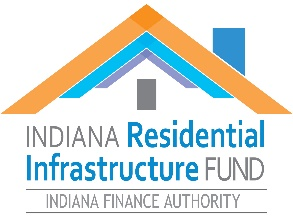 INDIANA Residential
Infrastructure FUND
INDIANA FINANCE AUTHORITY